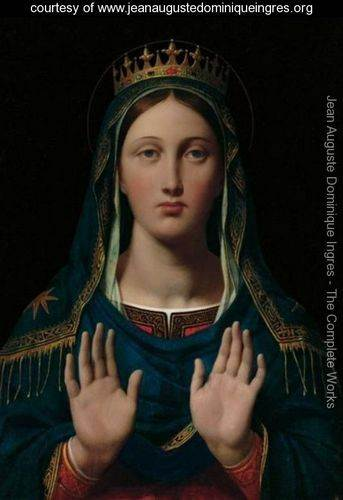 courtesy of www.jeanaugustedominiqueingres.org
Jean Auguste Dominique Ingres - The Complete Works